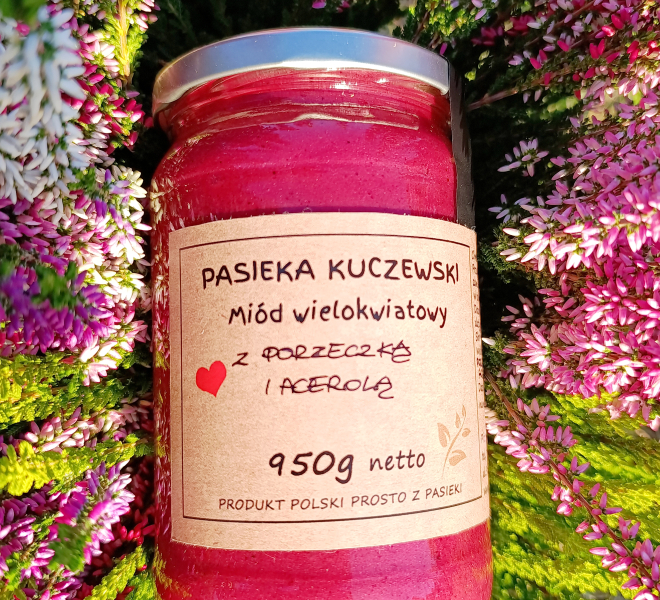 PASIEKA KUCZEWSKI
Miód wielokwiatowy
z PORZECZKĄ
I ACEROLĄ
950g netto
PRODUKT POLSKI PROSTO Z PASIEKI